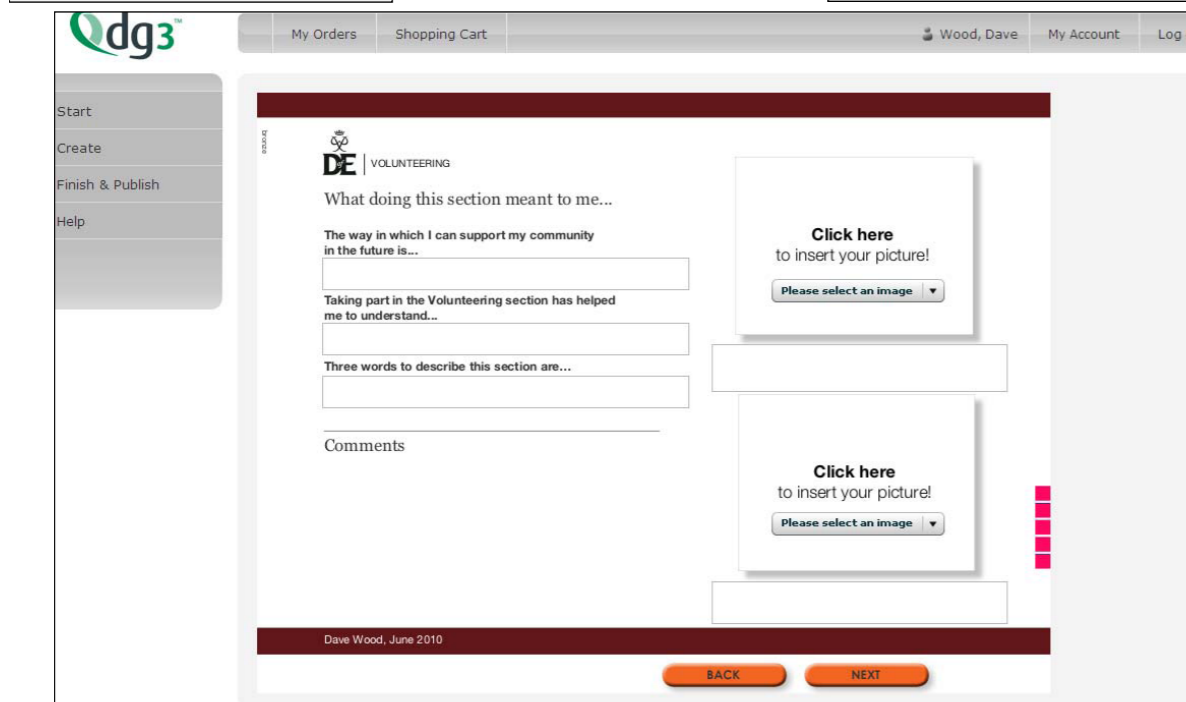 dg3™
My Orders
Shopping Cart
Wood, Dave
My Account
Log
Start
Create
Finish & Publish
Help
bronze
DofE | VOLUNTEERING
What doing this section meant to me...
The way in which I can support my community
in the future is...
Taking part in the Volunteering section has helped
me to understand...
Three words to describe this section are...
Comments
Click here
to insert your picture!
Please select an image
Click here
to insert your picture!
Please select an image
Dave Wood, June 2010
BACK
NEXT